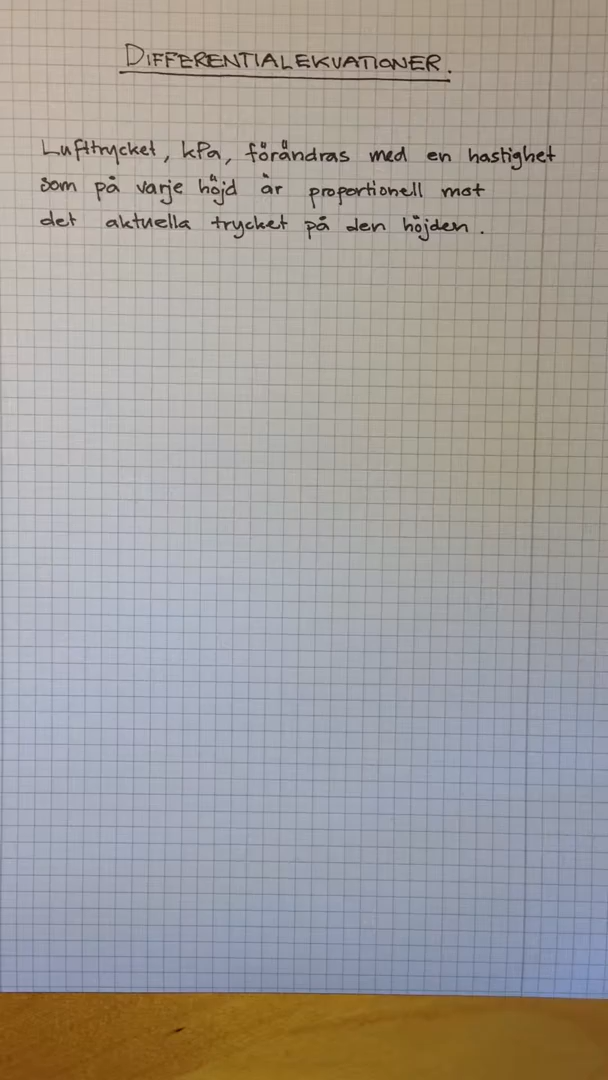 DIFFERENTIALEKVATIONER.
Lufttrycket, kPa, förändras med en hastighet
som på varje höjd är proportionell mot
det aktuella trycket på den höjden.